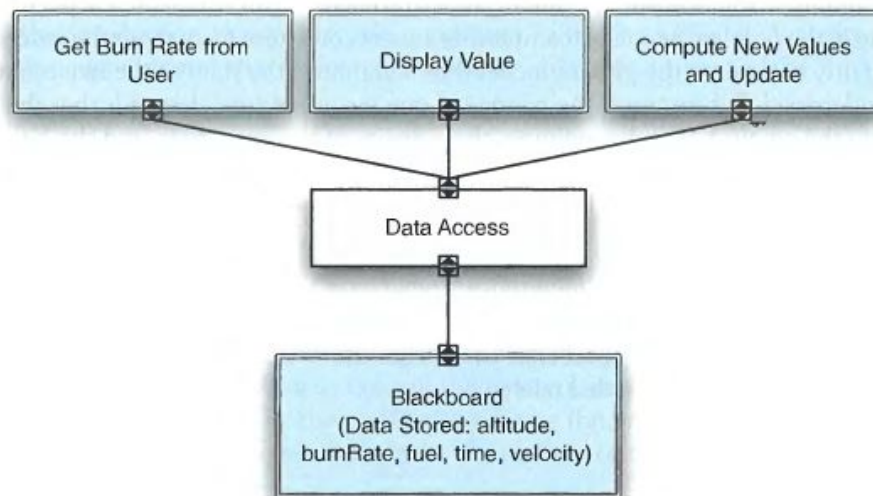 Get Burn Rate from
User
Display Value
Compute New Values
and Update
Data Access
Blackboard
(Data Stored: altitude,
burnRate, fuel, time, velocity)